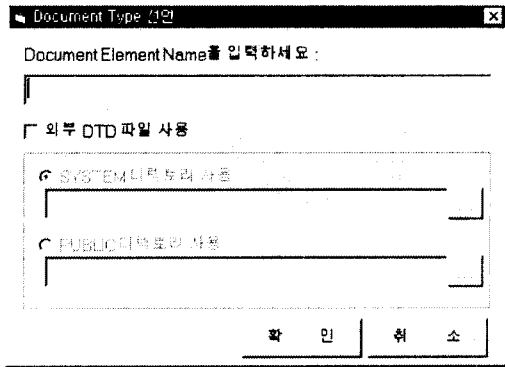 Document Type 선언
Document Element Name을 입력하세요 :
외부 DTD 파일 사용
SYSTEM 디렉토리 사용
...
PUBLIC 디렉토리 사용
...
확 인
취 소